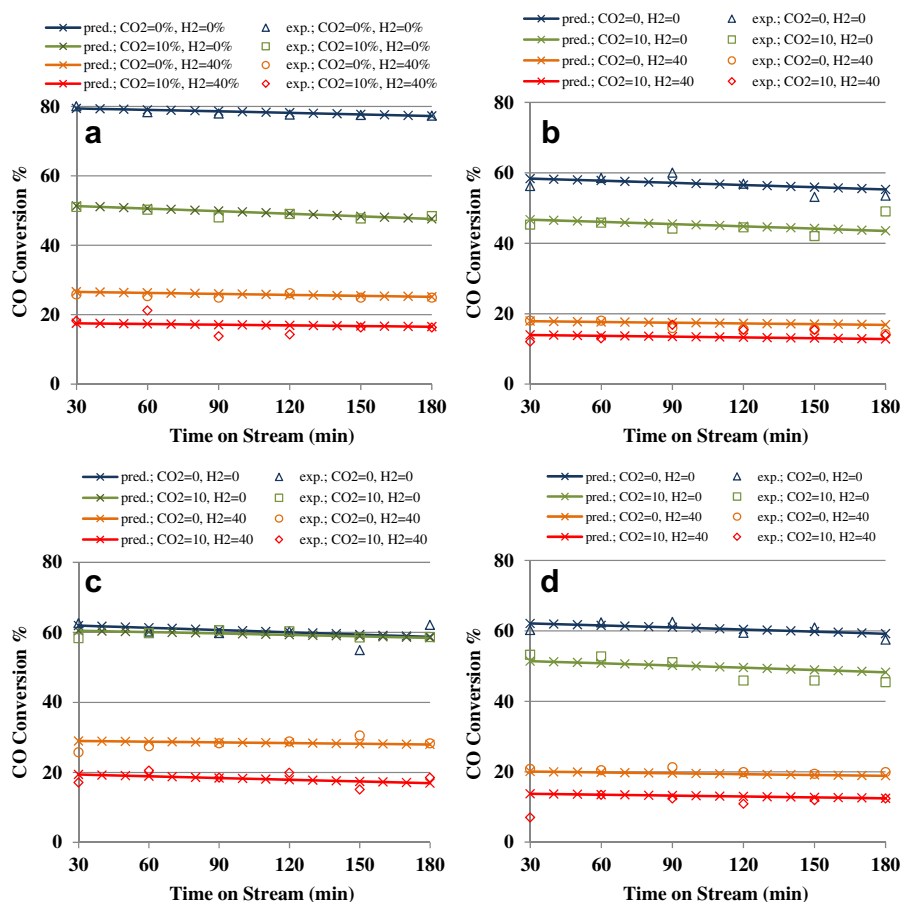 pred.; CO2=0%, H2=0% exp.; CO2=0%, H2=0%
pred.; CO2=10%, H2=0% exp.; CO2=10%, H2=0%
pred.; CO2=0%, H2=40% exp.; CO2=0%, H2=40%
pred.; CO2=10%, H2=40% exp.; CO2=10%, H2=40%
80
60
40
20
0
a
CO Conversion %
30 60 90 120 150 180
Time on Stream (min)
pred.; CO2=0, H2=0 exp.; CO2=0, H2=0
pred.; CO2=10, H2=0 exp.; CO2=10, H2=0
pred.; CO2=0, H2=40 exp.; CO2=0, H2=40
pred.; CO2=10, H2=40 exp.; CO2=10, H2=40
80
60
40
20
0
b
CO Conversion %
30 60 90 120 150 180
Time on Stream (min)
pred.; CO2=0, H2=0 exp.; CO2=0, H2=0
pred.; CO2=10, H2=0 exp.; CO2=10, H2=0
pred.; CO2=0, H2=40 exp.; CO2=0, H2=40
pred.; CO2=10, H2=40 exp.; CO2=10, H2=40
80
60
40
20
0
c
CO Conversion %
30 60 90 120 150 180
Time on Stream (min)
pred.; CO2=0, H2=0 exp.; CO2=0, H2=0
pred.; CO2=10, H2=0 exp.; CO2=10, H2=0
pred.; CO2=0, H2=40 exp.; CO2=0, H2=40
pred.; CO2=10, H2=40 exp.; CO2=10, H2=40
80
60
40
20
0
d
CO Conversion %
30 60 90 120 150 180
Time on Stream (min)